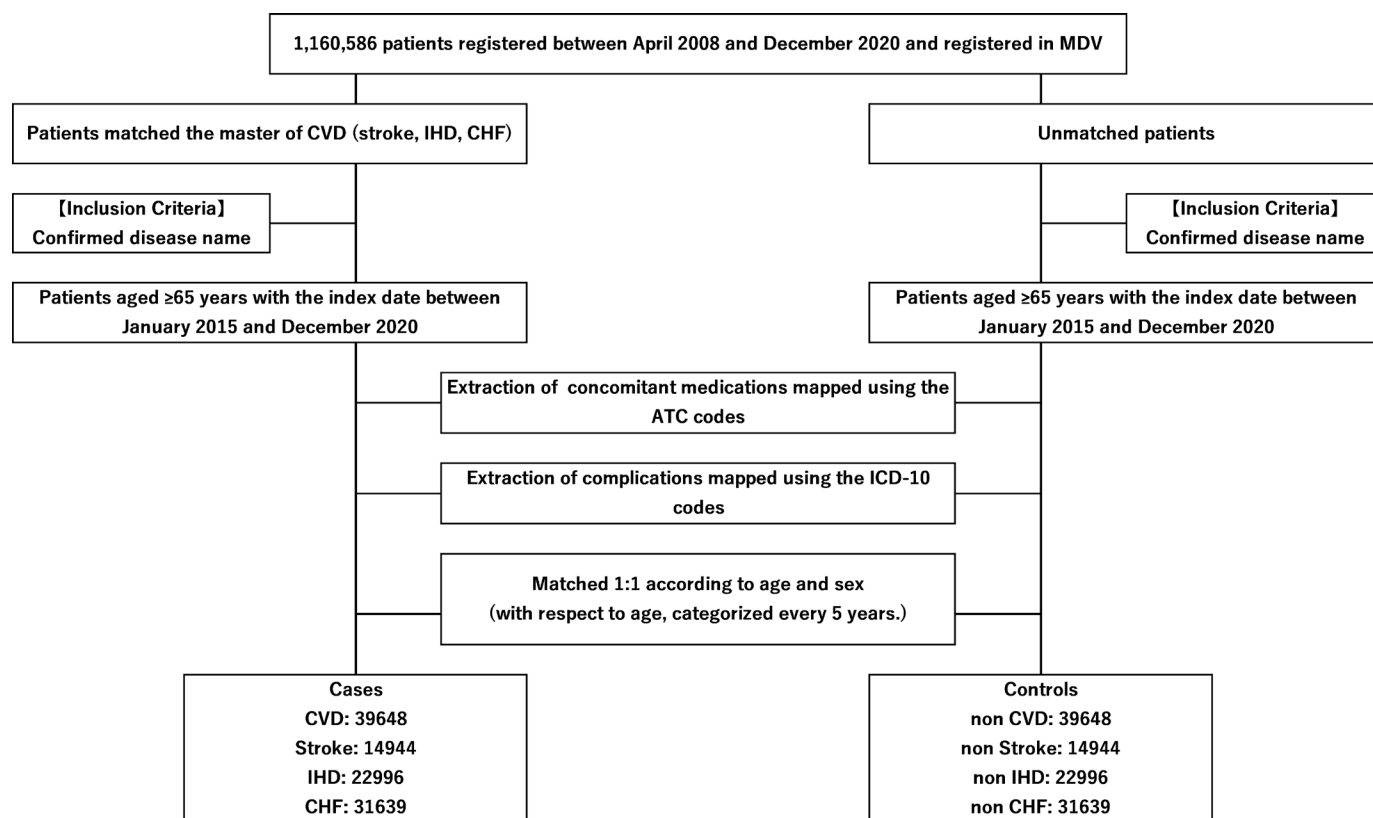 1,160,586 patients registered between April 2008 and December 2020 and registered in MDV
Patients matched the master of CVD (stroke, IHD, CHF)
Unmatched patients
【Inclusion Criteria】
Confirmed disease name
【Inclusion Criteria】
Confirmed disease name
Patients aged ≥65 years with the index date between
January 2015 and December 2020
Patients aged ≥65 years with the index date between
January 2015 and December 2020
Extraction of concomitant medications mapped using the
ATC codes
Extraction of complications mapped using the ICD-10
codes
Matched 1:1 according to age and sex
(with respect to age, categorized every 5 years.)
Cases
CVD: 39648
Stroke: 14944
IHD: 22996
CHF: 31639
Controls
non CVD: 39648
non Stroke: 14944
non IHD: 22996
non CHF: 31639